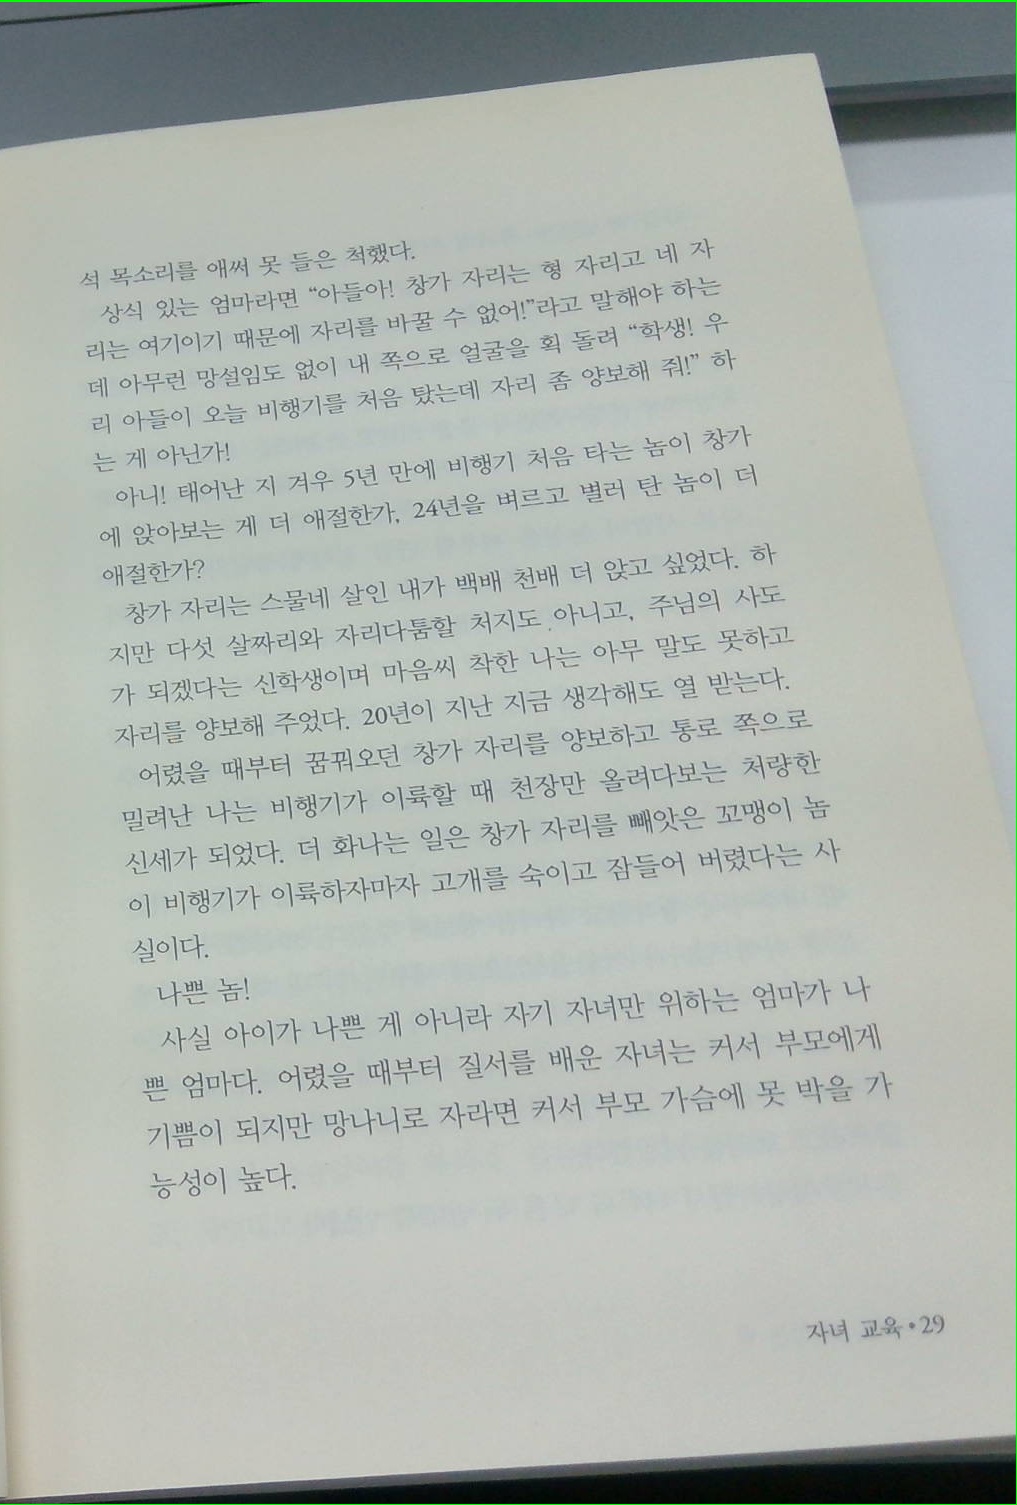 석 목소리를 애써 못 들은 척했다.
상식 있는 엄마라면 “아들아! 창가 자리는 형 자리고 네 자
리는 여기이기 때문에 자리를 바꿀 수 없어!”라고 말해야 하는
데 아무런 망설임도 없이 내 쪽으로 얼굴을 획 돌려 “학생! 우
리 아들이 오늘 비행기를 처음 탔는데 자리 좀 양보해 줘!” 하
는 게 아닌가!
아니! 태어난 지 겨우 5년 만에 비행기 처음 타는 놈이 창가
에 앉아보는 게 더 애절한가, 24년을 벼르고 별러 탄 놈이 더
애절한가?
창가 자리는 스물네 살인 내가 백배 천배 더 앉고 싶었다. 하
지만 다섯 살짜리와 자리다툼할 처지도 아니고, 주님의 사도
가 되겠다는 신학생이며 마음씨 착한 나는 아무 말도 못하고
자리를 양보해 주었다. 20년이 지난 지금 생각해도 열 받는다.
어렸을 때부터 꿈꿔오던 창가 자리를 양보하고 통로 쪽으로
밀려난 나는 비행기가 이륙할 때 천장만 올려다보는 처량한
신세가 되었다. 더 화나는 일은 창가 자리를 빼앗은 꼬맹이 놈
이 비행기가 이륙하자마자 고개를 숙이고 잠들어 버렸다는 사
실이다.
나쁜 놈!
사실 아이가 나쁜 게 아니라 자기 자녀만 위하는 엄마가 나
쁜 엄마다. 어렸을 때부터 질서를 배운 자녀는 커서 부모에게
기쁨이 되지만 망나니로 자라면 커서 부모 가슴에 못 박을 가
능성이 높다.
자녀 교육•29